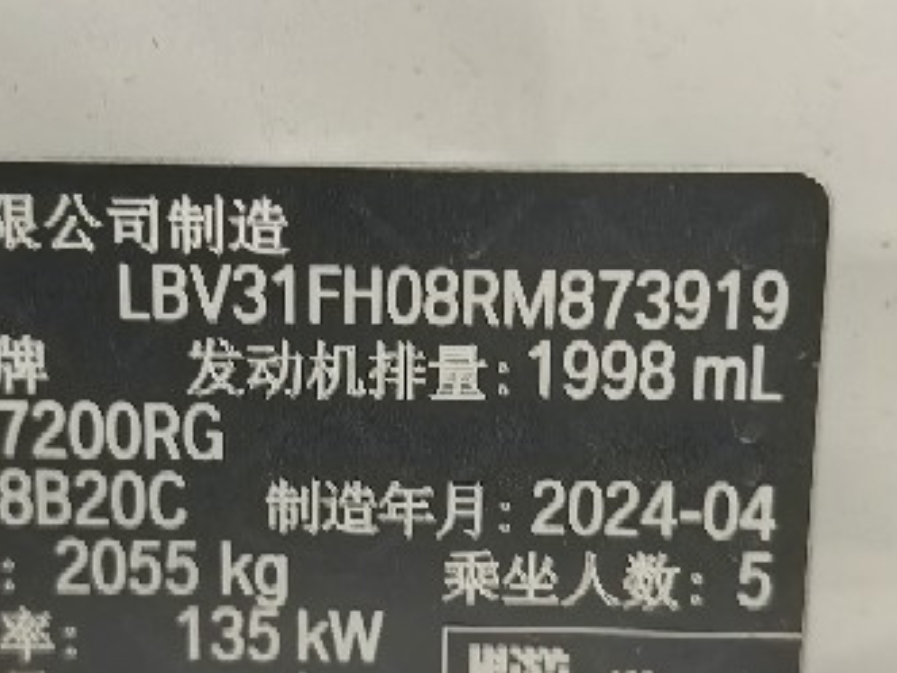 限公司制造
LBV31FH08RM873919
牌 发动机排量: 1998 mL
7200RG
8B20C 制造年月: 2024-04
: 2055 kg 乘坐人数: 5
率: 135 kW